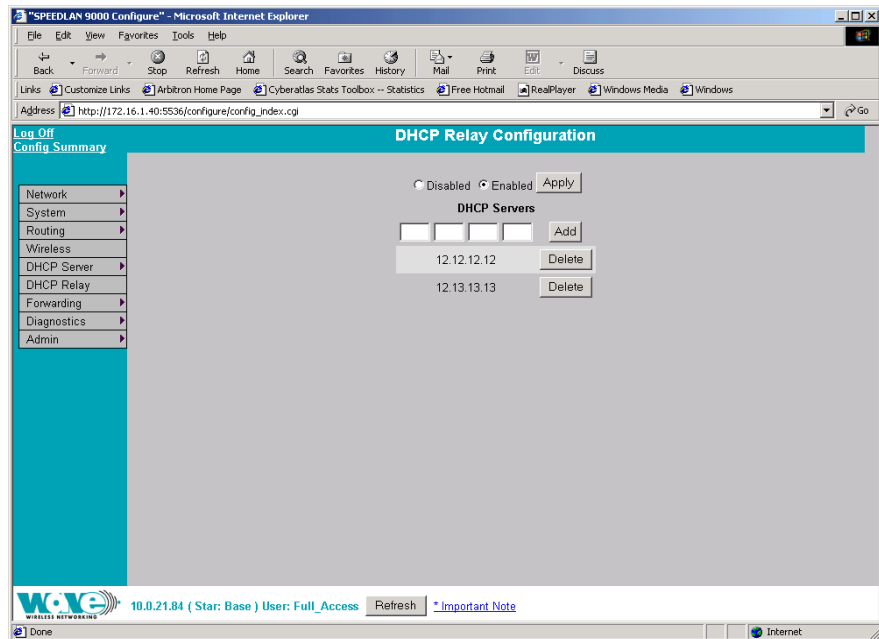 "SPEEDLAN 9000 Configure" - Microsoft Internet Explorer
File Edit View Favorites Tools Help
Back Forward Stop Refresh Home Search Favorites History Mail Print Edit Discuss
Links Customize Links Arbitron Home Page Cyberatlas Stats Toolbox -- Statistics Free Hotmail RealPlayer Windows Media Windows
Address http://172.16.1.40:5536/configure/config_index.cgi Go
Log Off
Config Summary
DHCP Relay Configuration
Disabled Enabled Apply
DHCP Servers
Add
12.12.12.12 Delete
12.13.13.13 Delete
Network
System
Routing
Wireless
DHCP Server
DHCP Relay
Forwarding
Diagnostics
Admin
WAVE
WIRELESS NETWORKING
10.0.21.84 ( Star: Base ) User: Full_Access Refresh * Important Note
Done Internet